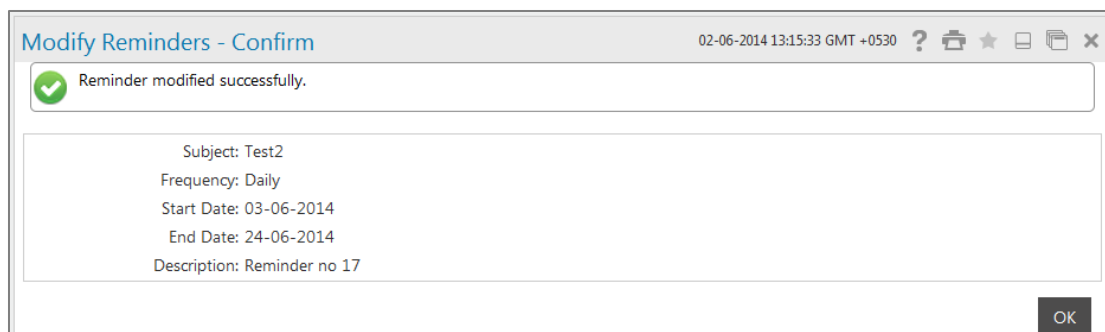 Modify Reminders - Confirm 02-06-2014 13:15:33 GMT +0530 ?
Reminder modified successfully.
Subject: Test2
Frequency: Daily
Start Date: 03-06-2014
End Date: 24-06-2014
Description: Reminder no 17
OK